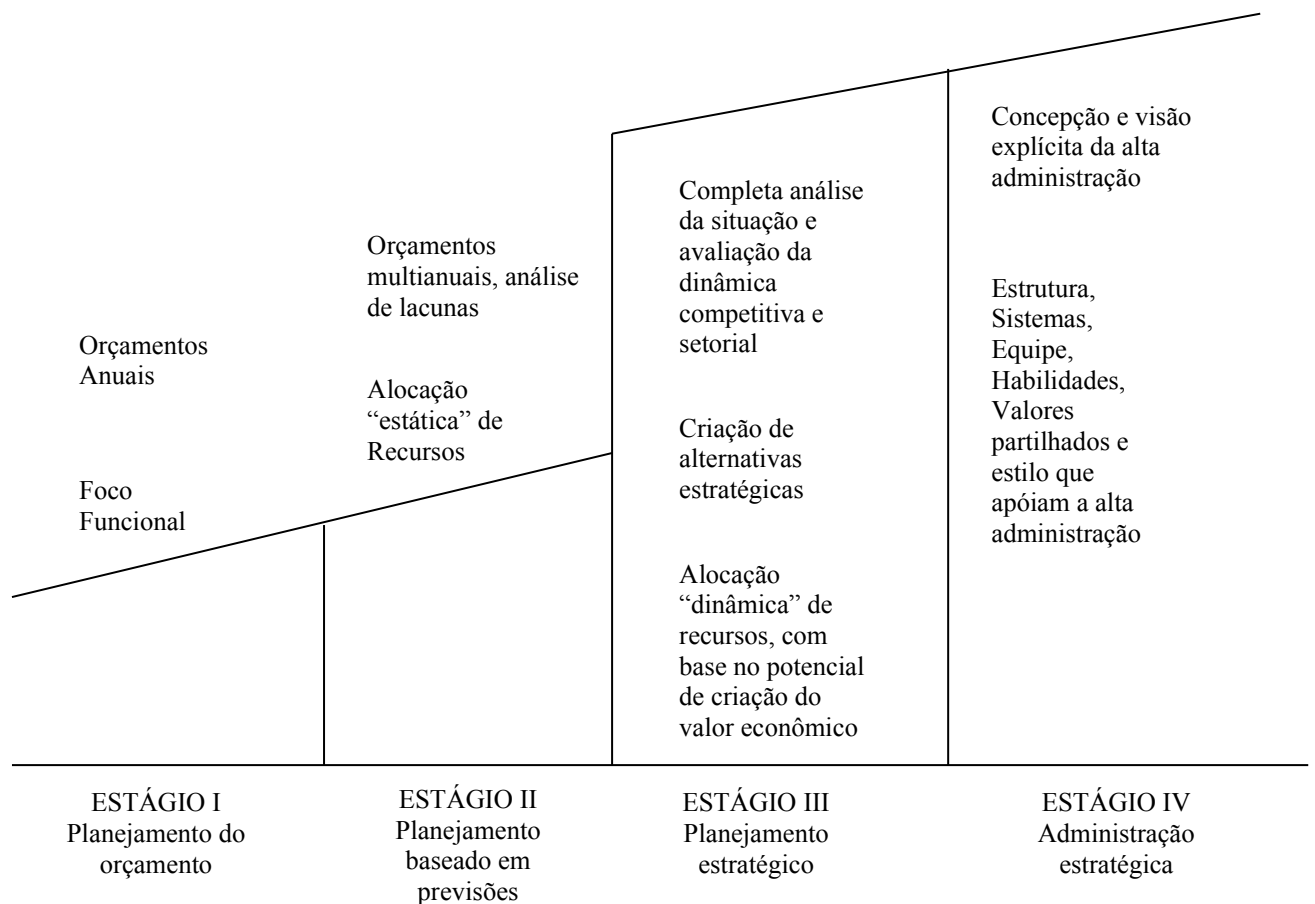 Orçamentos
Anuais
Foco
Funcional
Orçamentos
multianuais, análise
de lacunas
Alocação
“estática” de
Recursos
Completa análise
da situação e
avaliação da
dinâmica
competitiva e
setorial
Criação de
alternativas
estratégicas
Alocação
“dinâmica” de
recursos, com
base no potencial
de criação do
valor econômico
Concepção e visão
explícita da alta
administração
Estrutura,
Sistemas,
Equipe,
Habilidades,
Valores
partilhados e
estilo que
apóiam a alta
administração
ESTÁGIO I
Planejamento do
orçamento
ESTÁGIO II
Planejamento
baseado em
previsões
ESTÁGIO III
Planejamento
estratégico
ESTÁGIO IV
Administração
estratégica